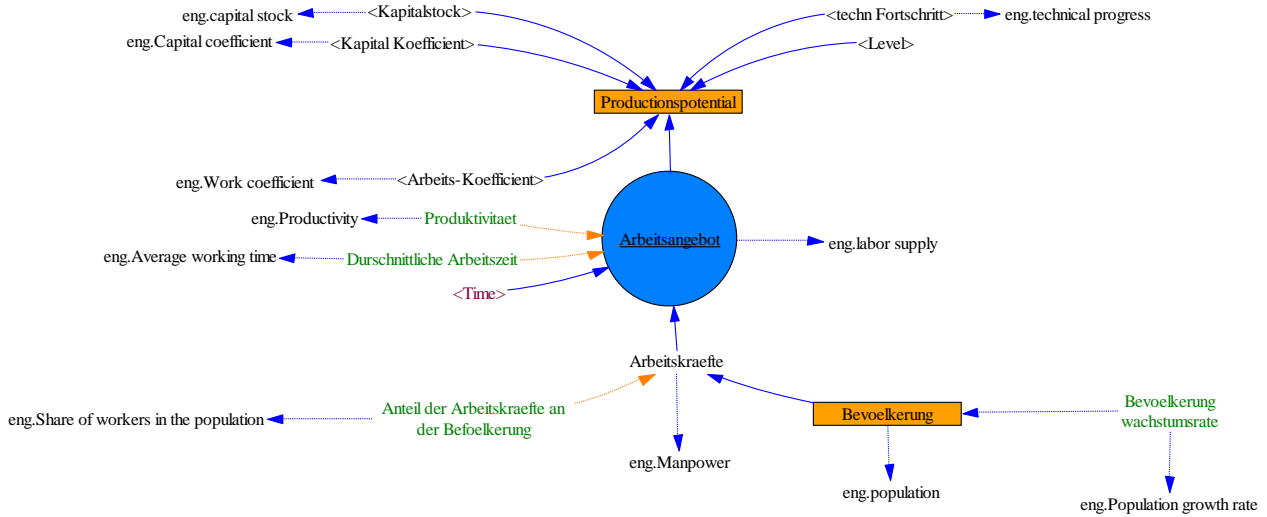 eng.capital stock
<Kapitalstock>
<techn Fortschritt>
eng.technical progress
eng.Capital coefficient
<Kapital Koefficient>
<Level>
Productionspotential
eng.Work coefficient
<Arbeits-Koefficient>
eng.Productivity
Produktivitaet
Arbeitsangebot
eng.labor supply
eng.Average working time
Durschnittliche Arbeitszeit
<Time>
Arbeitskraefte
eng.Share of workers in the population
Anteil der Arbeitskraefte an
der Befoelkerung
Bevoelkerung
Bevoelkerung
wachstumsrate
eng.Manpower
eng.population
eng.Population growth rate